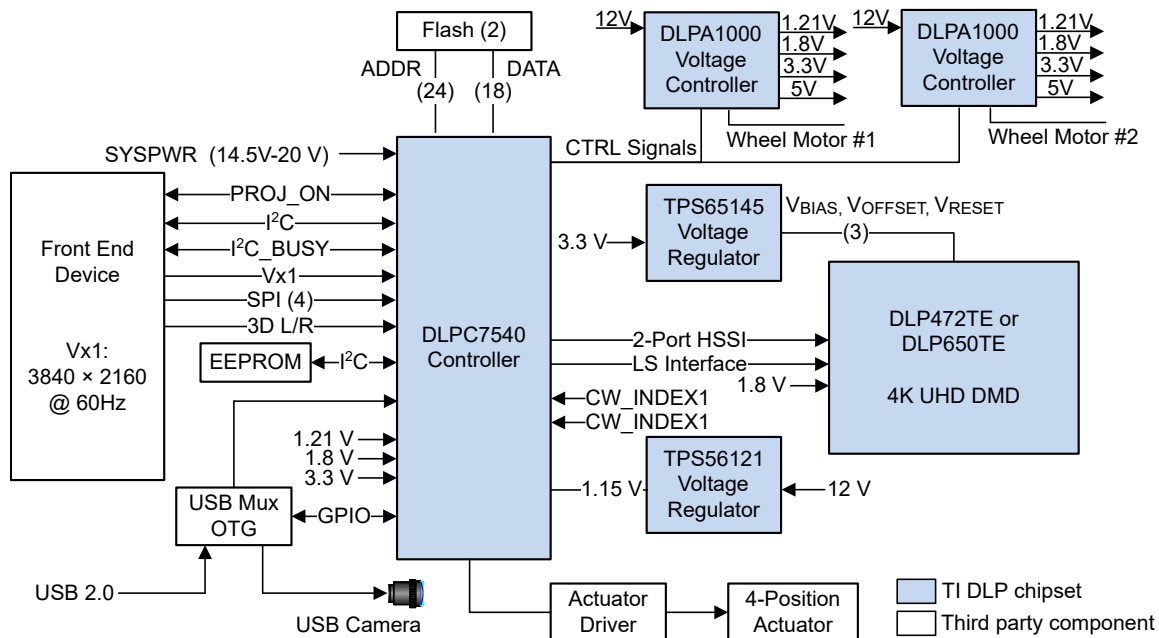 Flash (2)
ADDR
DATA
(24)
(18)
12V
DLPA1000
Voltage
Controller
1.21V
1.8V
3.3V
5V
Wheel Motor #1
12V
DLPA1000
Voltage
Controller
1.21V
1.8V
3.3V
5V
Wheel Motor #2
CTRL Signals
SYSPWR (14.5V-20 V)
Front End
Device
Vx1:
3840 × 2160
@ 60Hz
PROJ_ON
I²C
I²C_BUSY
Vx1
SPI (4)
3D L/R
EEPROM
I²C
DLPC7540
Controller
1.21 V
1.8 V
3.3 V
USB Mux
OTG
GPIO
USB 2.0
USB Camera
3.3 V
TPS65145
Voltage
Regulator
VBIAS, VOFFSET, VRESET
(3)
2-Port HSSI
LS Interface
1.8 V
DLP472TE or
DLP650TE
4K UHD DMD
CW_INDEX1
CW_INDEX1
1.15 V
TPS56121
Voltage
Regulator
12 V
Actuator
Driver
4-Position
Actuator
TI DLP chipset
Third party component